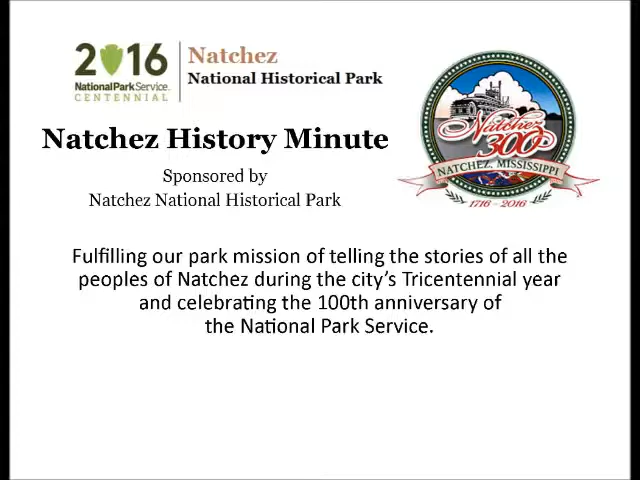 2016
National Park Service.
CENTENNIAL
Natchez
National Historical Park
Natchez History Minute
Sponsored by
Natchez National Historical Park
Natchez
300
NATCHEZ, MISSISSIPPI
1716 - 2016
Fulfilling our park mission of telling the stories of all the
peoples of Natchez during the city's Tricentennial year
and celebrating the 100th anniversary of
the National Park Service.